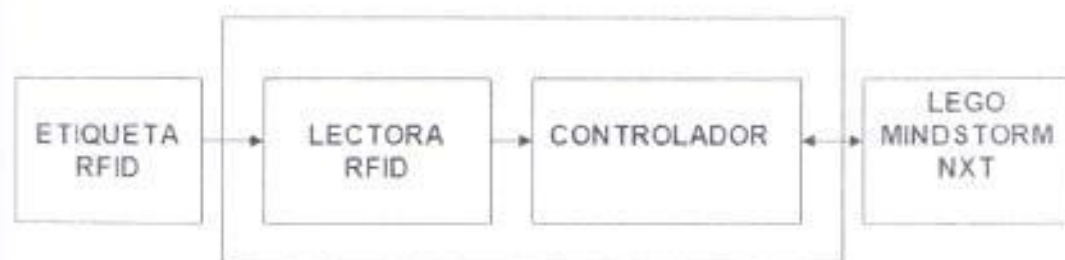 ETIQUETA
RFID
LECTORA
RFID
CONTROLADOR
LEGO
MINDSTORM
NXT